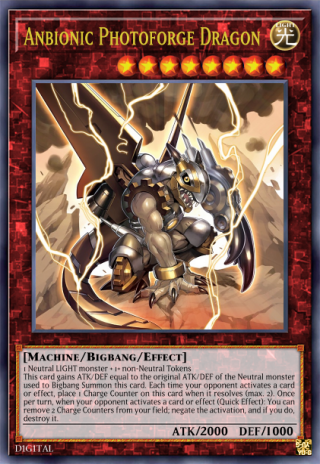 ANBIONIC PHOTOFORGE DRAGON
LIGHT
光
[MACHINE/BIGBANG/EFFECT]
1 Neutral LIGHT monster + 1+ non-Neutral Tokens
This card gains ATK/DEF equal to the original ATK/DEF of the Neutral monster
used to Bigbang Summon this card. Each time your opponent activates a card
or effect, place 1 Charge Counter on this card when it resolves (max. 2). Once
per turn, when your opponent activates a card or effect (Quick Effect): You can
remove 2 Charge Counters from your field; negate the activation, and if you do,
destroy it.
ATK/2000 DEF/1000
DIGITAL